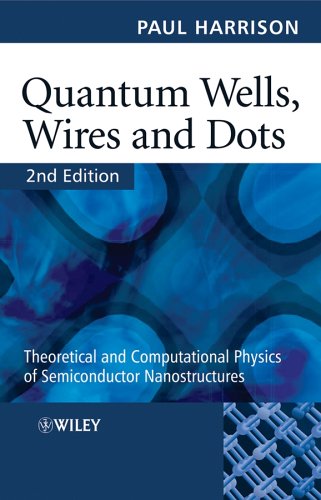 PAUL HARRISON
Quantum Wells,
Wires and Dots
2nd Edition
Theoretical and Computational Physics
of Semiconductor Nanostructures
WILEY